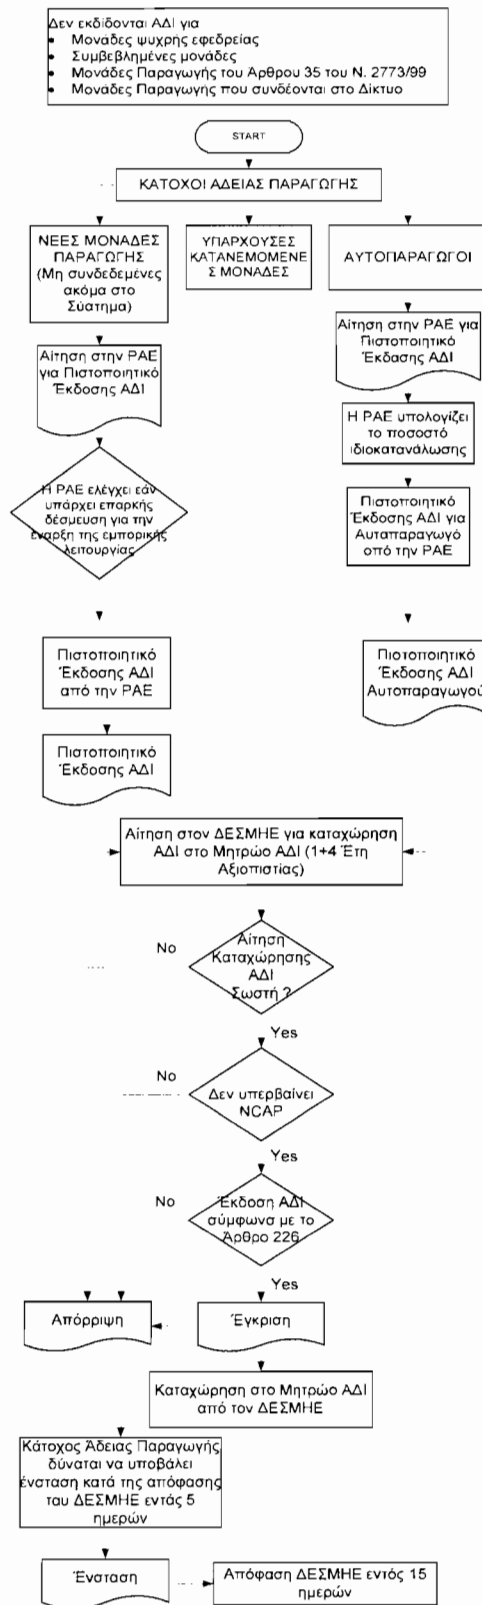 Δεν εκδίδονται ΑΔΙ για
• Μονάδες ψυχρής εφεδρείας
• Συμβεβλημένες μονάδες
• Μονάδες Παραγωγής του Άρθρου 35 του Ν. 2773/99
• Μονάδες Παραγωγής που συνδέονται στο Δίκτυο
START
ΚΑΤΟΧΟΙ ΑΔΕΙΑΣ ΠΑΡΑΓΩΓΗΣ
ΝΕΕΣ ΜΟΝΑΔΕΣ
ΠΑΡΑΓΩΓΗΣ
(Μη συνδεδεμένες
ακόμα στο
Σύατημα)
ΥΠΑΡΧΟΥΣΕΣ
ΚΑΤΑΝΕΜΟΜΕΝΕ
Σ ΜΟΝΑΔΕΣ
ΑΥΤΟΠΑΡΑΓΩΓΟΙ
Αίτηση στην ΡΑΕ
για Πιστοποιητικό
Έκδοσης ΑΔΙ
Αίτηση στην ΡΑΕ για
Πιστοποιητικό
Έκδασης ΑΔΙ
Η ΡΑΕ υπολογίζει
το ποσοστό
ιδιοκατανάλωσης
Η ΡΑΕ ελέγχει εάν
υπάρχει επαρκής
δέσμευση για την
έναρξη της εμπορικής
λειτουργίας
Πιστοποιητικό
Έκδοσης ΑΔΙ για
Αυταπαραγωγό
οπό την ΡΑΕ
Πιστοποιητικό
Έκδοσης ΑΔΙ
από την ΡΑΕ
Πιοτοποιητικό
Έκδοσης ΑΔΙ
Αυτοπαραγωγού
Πιστοποιητικό
Έκδοσης ΑΔΙ
Αίτηση στον ΔΕΣΜΗΕ για καταχώρηση
ΑΔΙ στο Μητρώο ΑΔΙ (1+4 Έτη
Αξιοπιστίας)
No
Αίτηση
Καταχώρησης
ΑΔΙ
Σωστή ?
Yes
No
Δεν υπερβαίνει
NCAP
Yes
No
Έκδοση ΑΔΙ
σύμφωνσ με το
Άρθρο 226
Yes
Απόρριψη
Έγκριση
Καταχώρηση στο Μητρώο ΑΔΙ
από τον ΔΕΣΜΗΕ
Κάτοχος Άδειας Παραγωγής
δύναται να υποβάλει
ένσταση κατά της απόφασης
ταυ ΔΕΣΜΗΕ εντός 5
ημερών
Ένσταση
Απόφαση ΔΕΣΜΗΕ εντός 15
ημερών